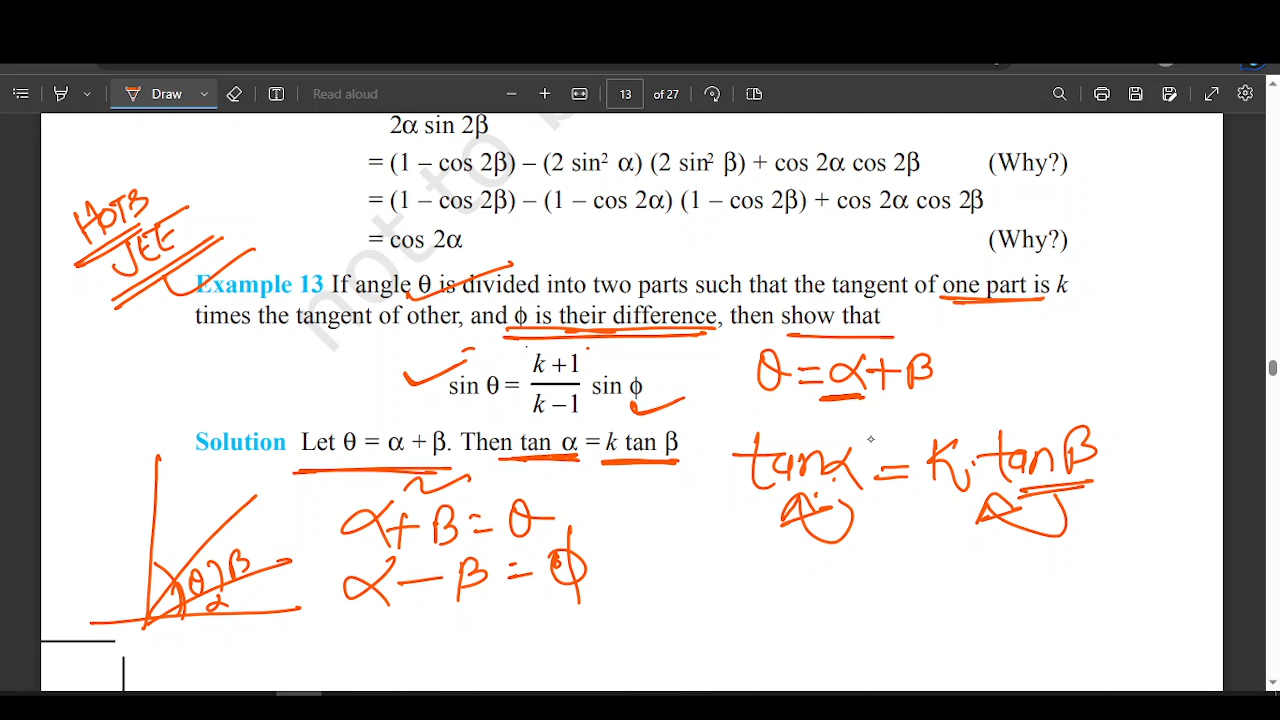 Draw
Read aloud
13 of 27
not to b
2α sin 2β
= (1 – cos 2β) – (2 sin² α) (2 sin² β) + cos 2α cos 2β (Why?)
= (1 – cos 2β) – (1 – cos 2α) (1 – cos 2β) + cos 2α cos 2β
= cos 2α (Why?)
HOTS
JEE
Example 13 If angle θ is divided into two parts such that the tangent of one part is k
times the tangent of other, and ϕ is their difference, then show that
sin θ = (k + 1)/(k – 1) sin ϕ
θ = α + β
Solution Let θ = α + β. Then tan α = k tan β
tanα = K. tanβ
α + β = θ
α – β = ϕ
θ β
α